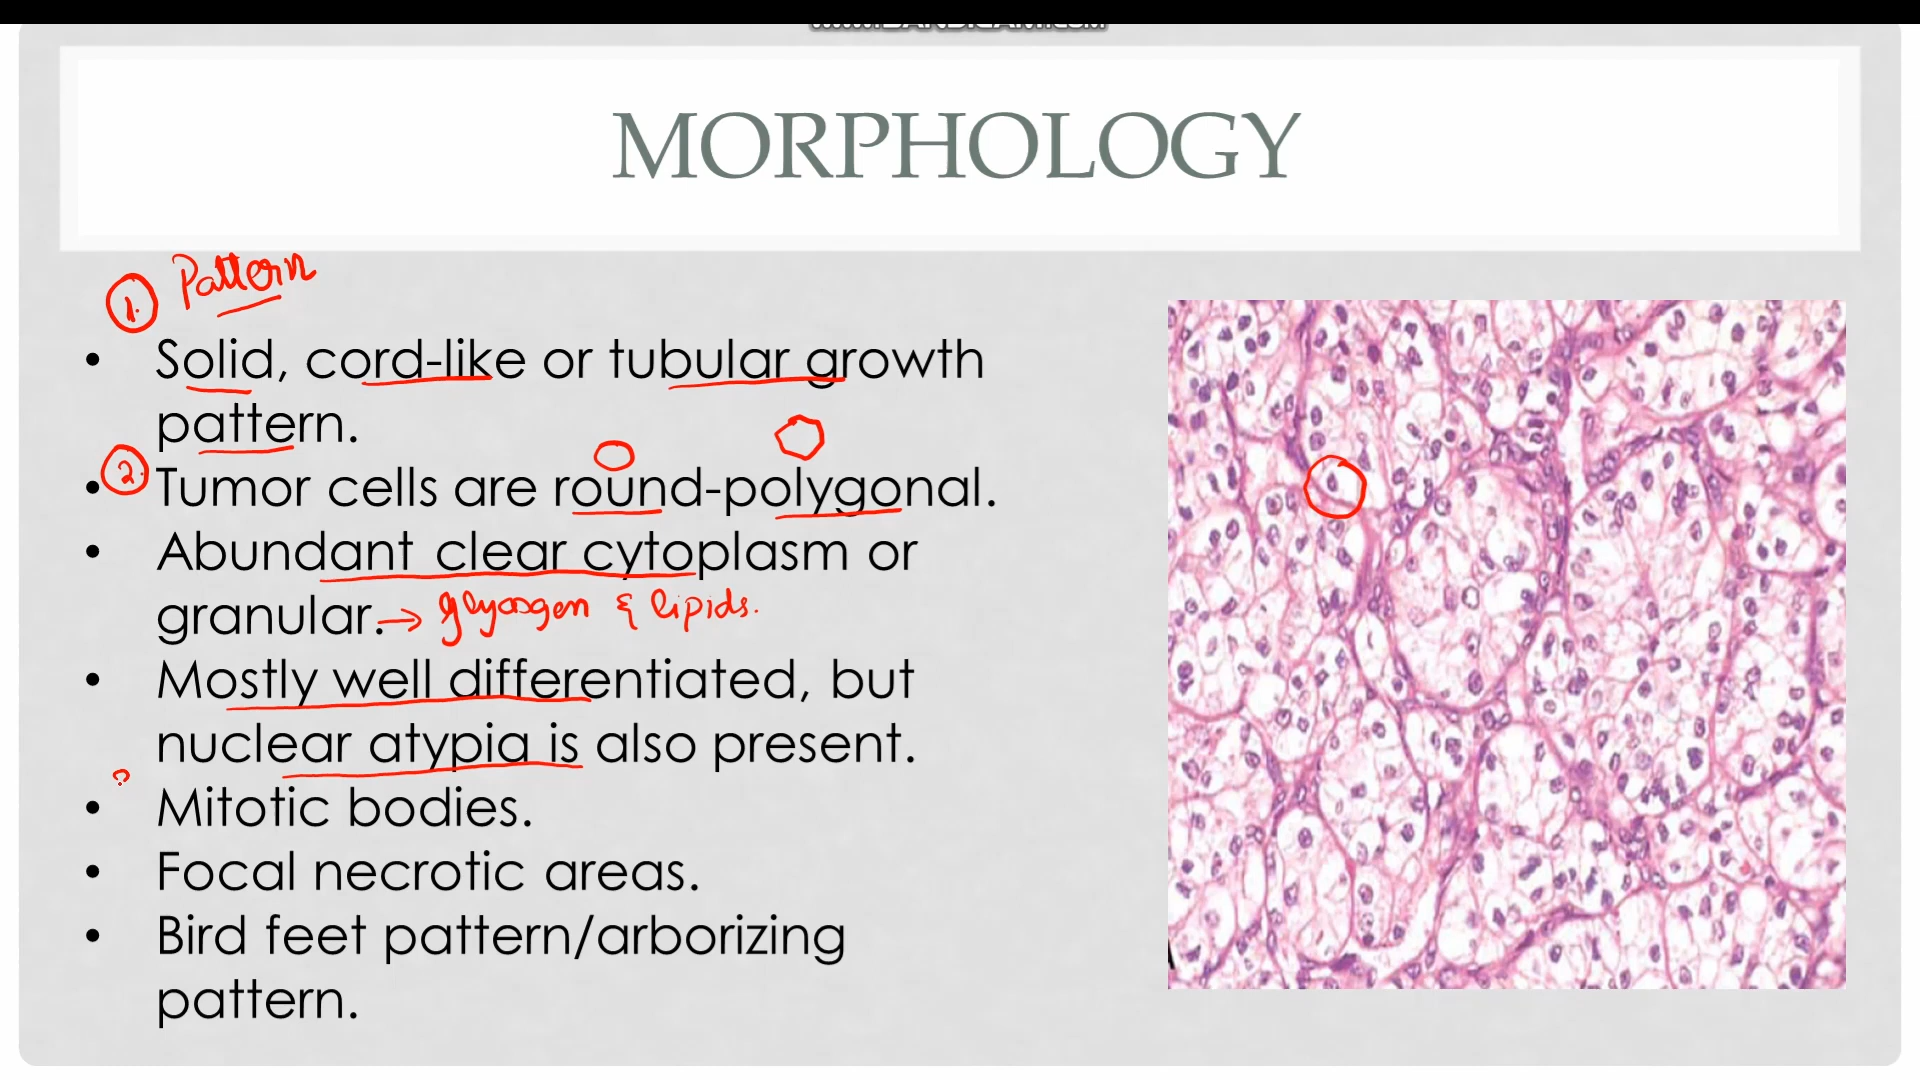 MORPHOLOGY
1. Pattern
• Solid, cord-like or tubular growth
pattern.
2. • Tumor cells are round-polygonal.
• Abundant clear cytoplasm or
granular. → glycogen & lipids.
• Mostly well differentiated, but
nuclear atypia is also present.
• Mitotic bodies.
• Focal necrotic areas.
• Bird feet pattern/arborizing
pattern.